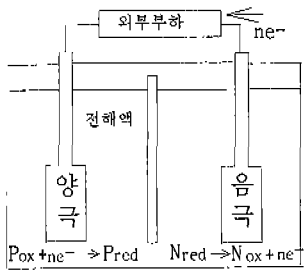 외부부하
ne-
전해액
양극
음극
Pox+ne- → Pred
Nred → Nox+ne-